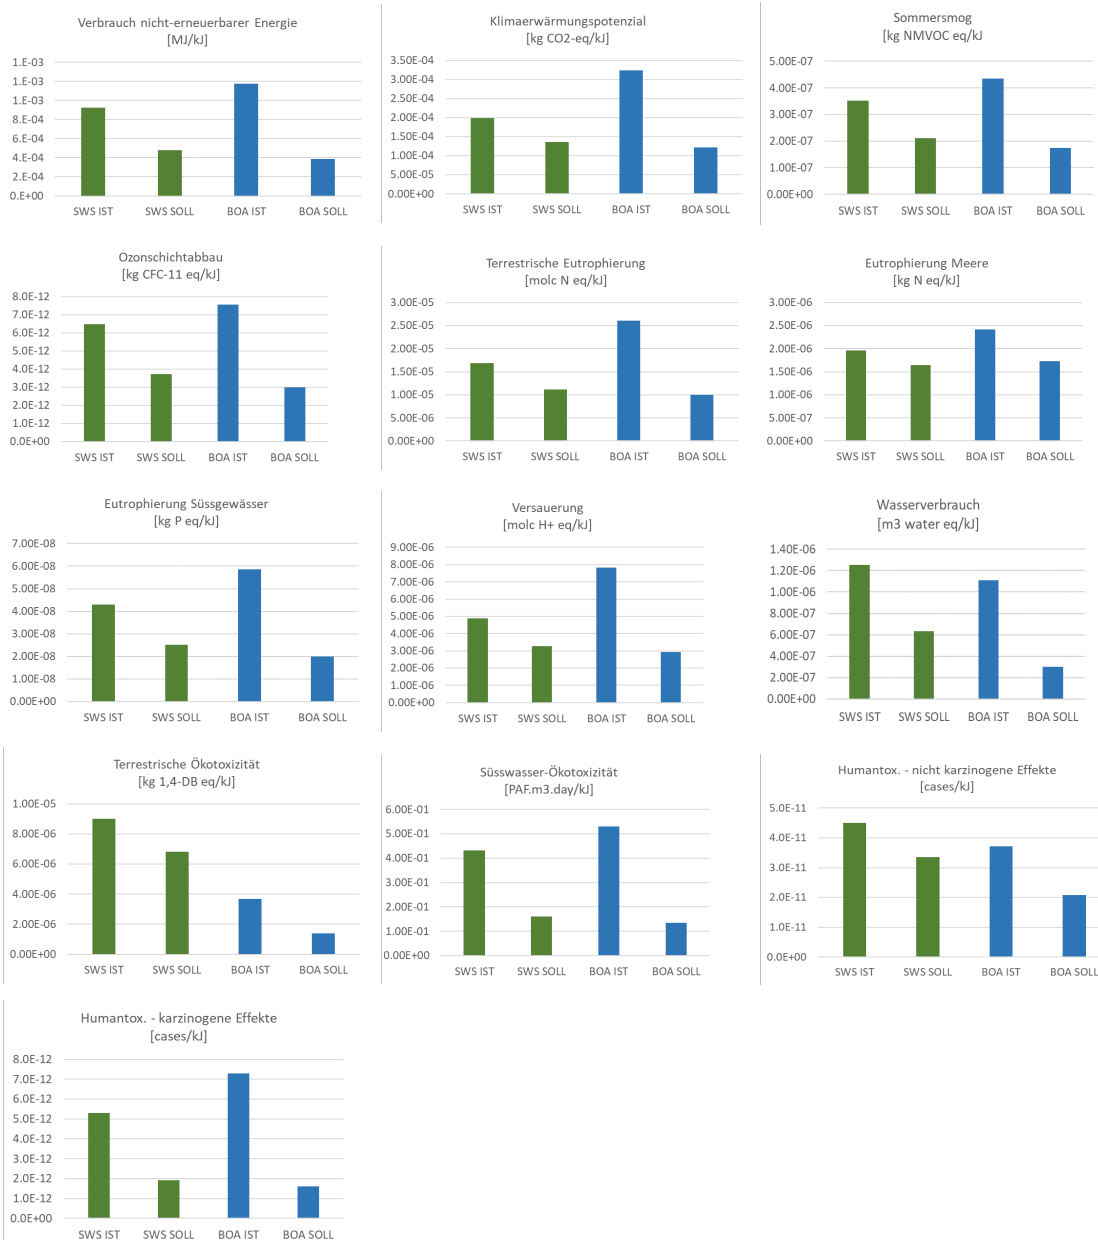 Verbrauch nicht-erneuerbarer Energie
[MJ/kJ]
1.E-03
1.E-03
1.E-03
8.E-04
6.E-04
4.E-04
2.E-04
0.E+00
SWS IST SWS SOLL BOA IST BOA SOLL
Klimaerwärmungspotenzial
[kg CO2-eq/kJ]
3.50E-04
3.00E-04
2.50E-04
2.00E-04
1.50E-04
1.00E-04
5.00E-05
0.00E+00
SWS IST SWS SOLL BOA IST BOA SOLL
Sommersmog
[kg NMVOC eq/kJ
5.00E-07
4.00E-07
3.00E-07
2.00E-07
1.00E-07
0.00E+00
SWS IST SWS SOLL BOA IST BOA SOLL
Ozonschichtabbau
[kg CFC-11 eq/kJ]
8.0E-12
7.0E-12
6.0E-12
5.0E-12
4.0E-12
3.0E-12
2.0E-12
1.0E-12
0.0E+00
SWS IST SWS SOLL BOA IST BOA SOLL
Terrestrische Eutrophierung
[molc N eq/kJ]
3.00E-05
2.50E-05
2.00E-05
1.50E-05
1.00E-05
5.00E-06
0.00E+00
SWS IST SWS SOLL BOA IST BOA SOLL
Eutrophierung Meere
[kg N eq/kJ]
3.00E-06
2.50E-06
2.00E-06
1.50E-06
1.00E-06
5.00E-07
0.00E+00
SWS IST SWS SOLL BOA IST BOA SOLL
Eutrophierung Süssgewässer
[kg P eq/kJ]
7.00E-08
6.00E-08
5.00E-08
4.00E-08
3.00E-08
2.00E-08
1.00E-08
0.00E+00
SWS IST SWS SOLL BOA IST BOA SOLL
Versauerung
[molc H+ eq/kJ]
9.00E-06
8.00E-06
7.00E-06
6.00E-06
5.00E-06
4.00E-06
3.00E-06
2.00E-06
1.00E-06
0.00E+00
SWS IST SWS SOLL BOA IST BOA SOLL
Wasserverbrauch
[m3 water eq/kJ]
1.40E-06
1.20E-06
1.00E-06
8.00E-07
6.00E-07
4.00E-07
2.00E-07
0.00E+00
SWS IST SWS SOLL BOA IST BOA SOLL
Terrestrische Ökotoxizität
[kg 1,4-DB eq/kJ]
1.00E-05
8.00E-06
6.00E-06
4.00E-06
2.00E-06
0.00E+00
SWS IST SWS SOLL BOA IST BOA SOLL
Süsswasser-Ökotoxizität
[PAF.m3.day/kJ]
6.00E-01
5.00E-01
4.00E-01
3.00E-01
2.00E-01
1.00E-01
0.00E+00
SWS IST SWS SOLL BOA IST BOA SOLL
Humantox. - nicht karzinogene Effekte
[cases/kJ]
5.0E-11
4.0E-11
3.0E-11
2.0E-11
1.0E-11
0.0E+00
SWS IST SWS SOLL BOA IST BOA SOLL
Humantox. - karzinogene Effekte
[cases/kJ]
8.0E-12
7.0E-12
6.0E-12
5.0E-12
4.0E-12
3.0E-12
2.0E-12
1.0E-12
0.0E+00
SWS IST SWS SOLL BOA IST BOA SOLL